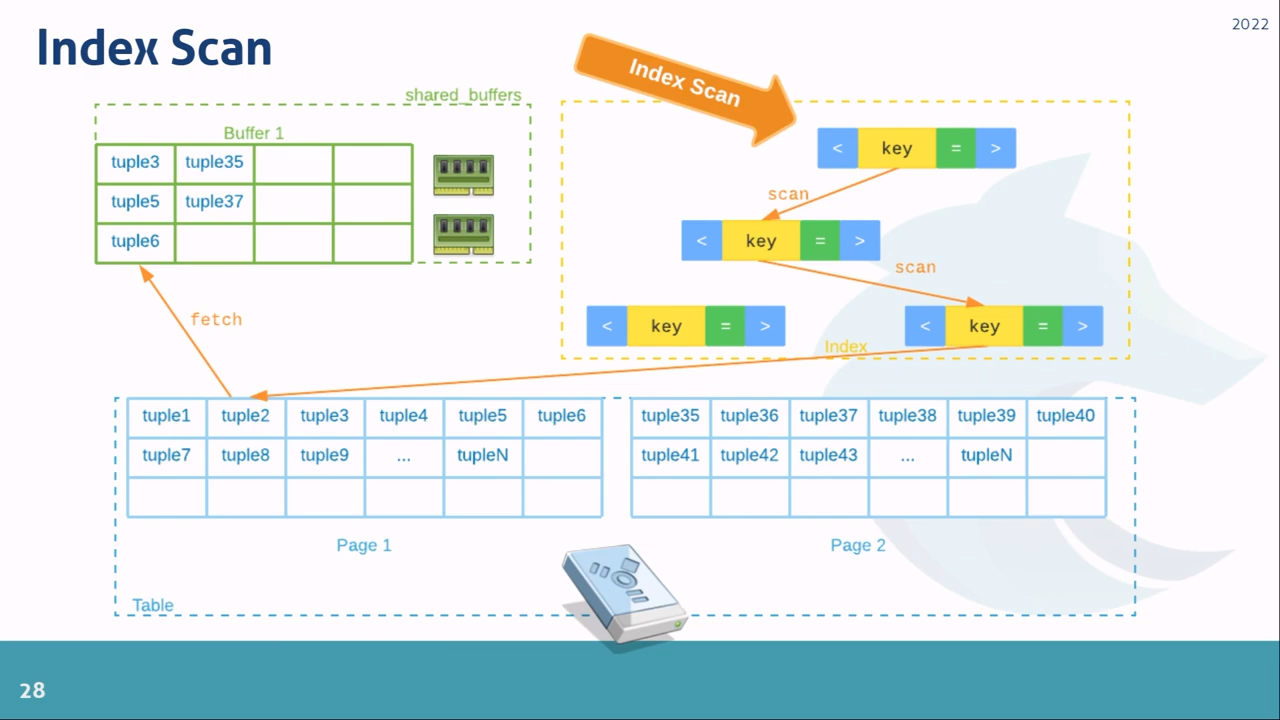 Index Scan
2022
Index Scan
shared_buffers
Buffer 1
tuple3 tuple35
tuple5 tuple37
tuple6
< key = >
scan
< key = >
scan
< key = > < key = >
Index
fetch
tuple1 tuple2 tuple3 tuple4 tuple5 tuple6
tuple7 tuple8 tuple9 ... tupleN
Page 1
tuple35 tuple36 tuple37 tuple38 tuple39 tuple40
tuple41 tuple42 tuple43 ... tupleN
Page 2
Table
28